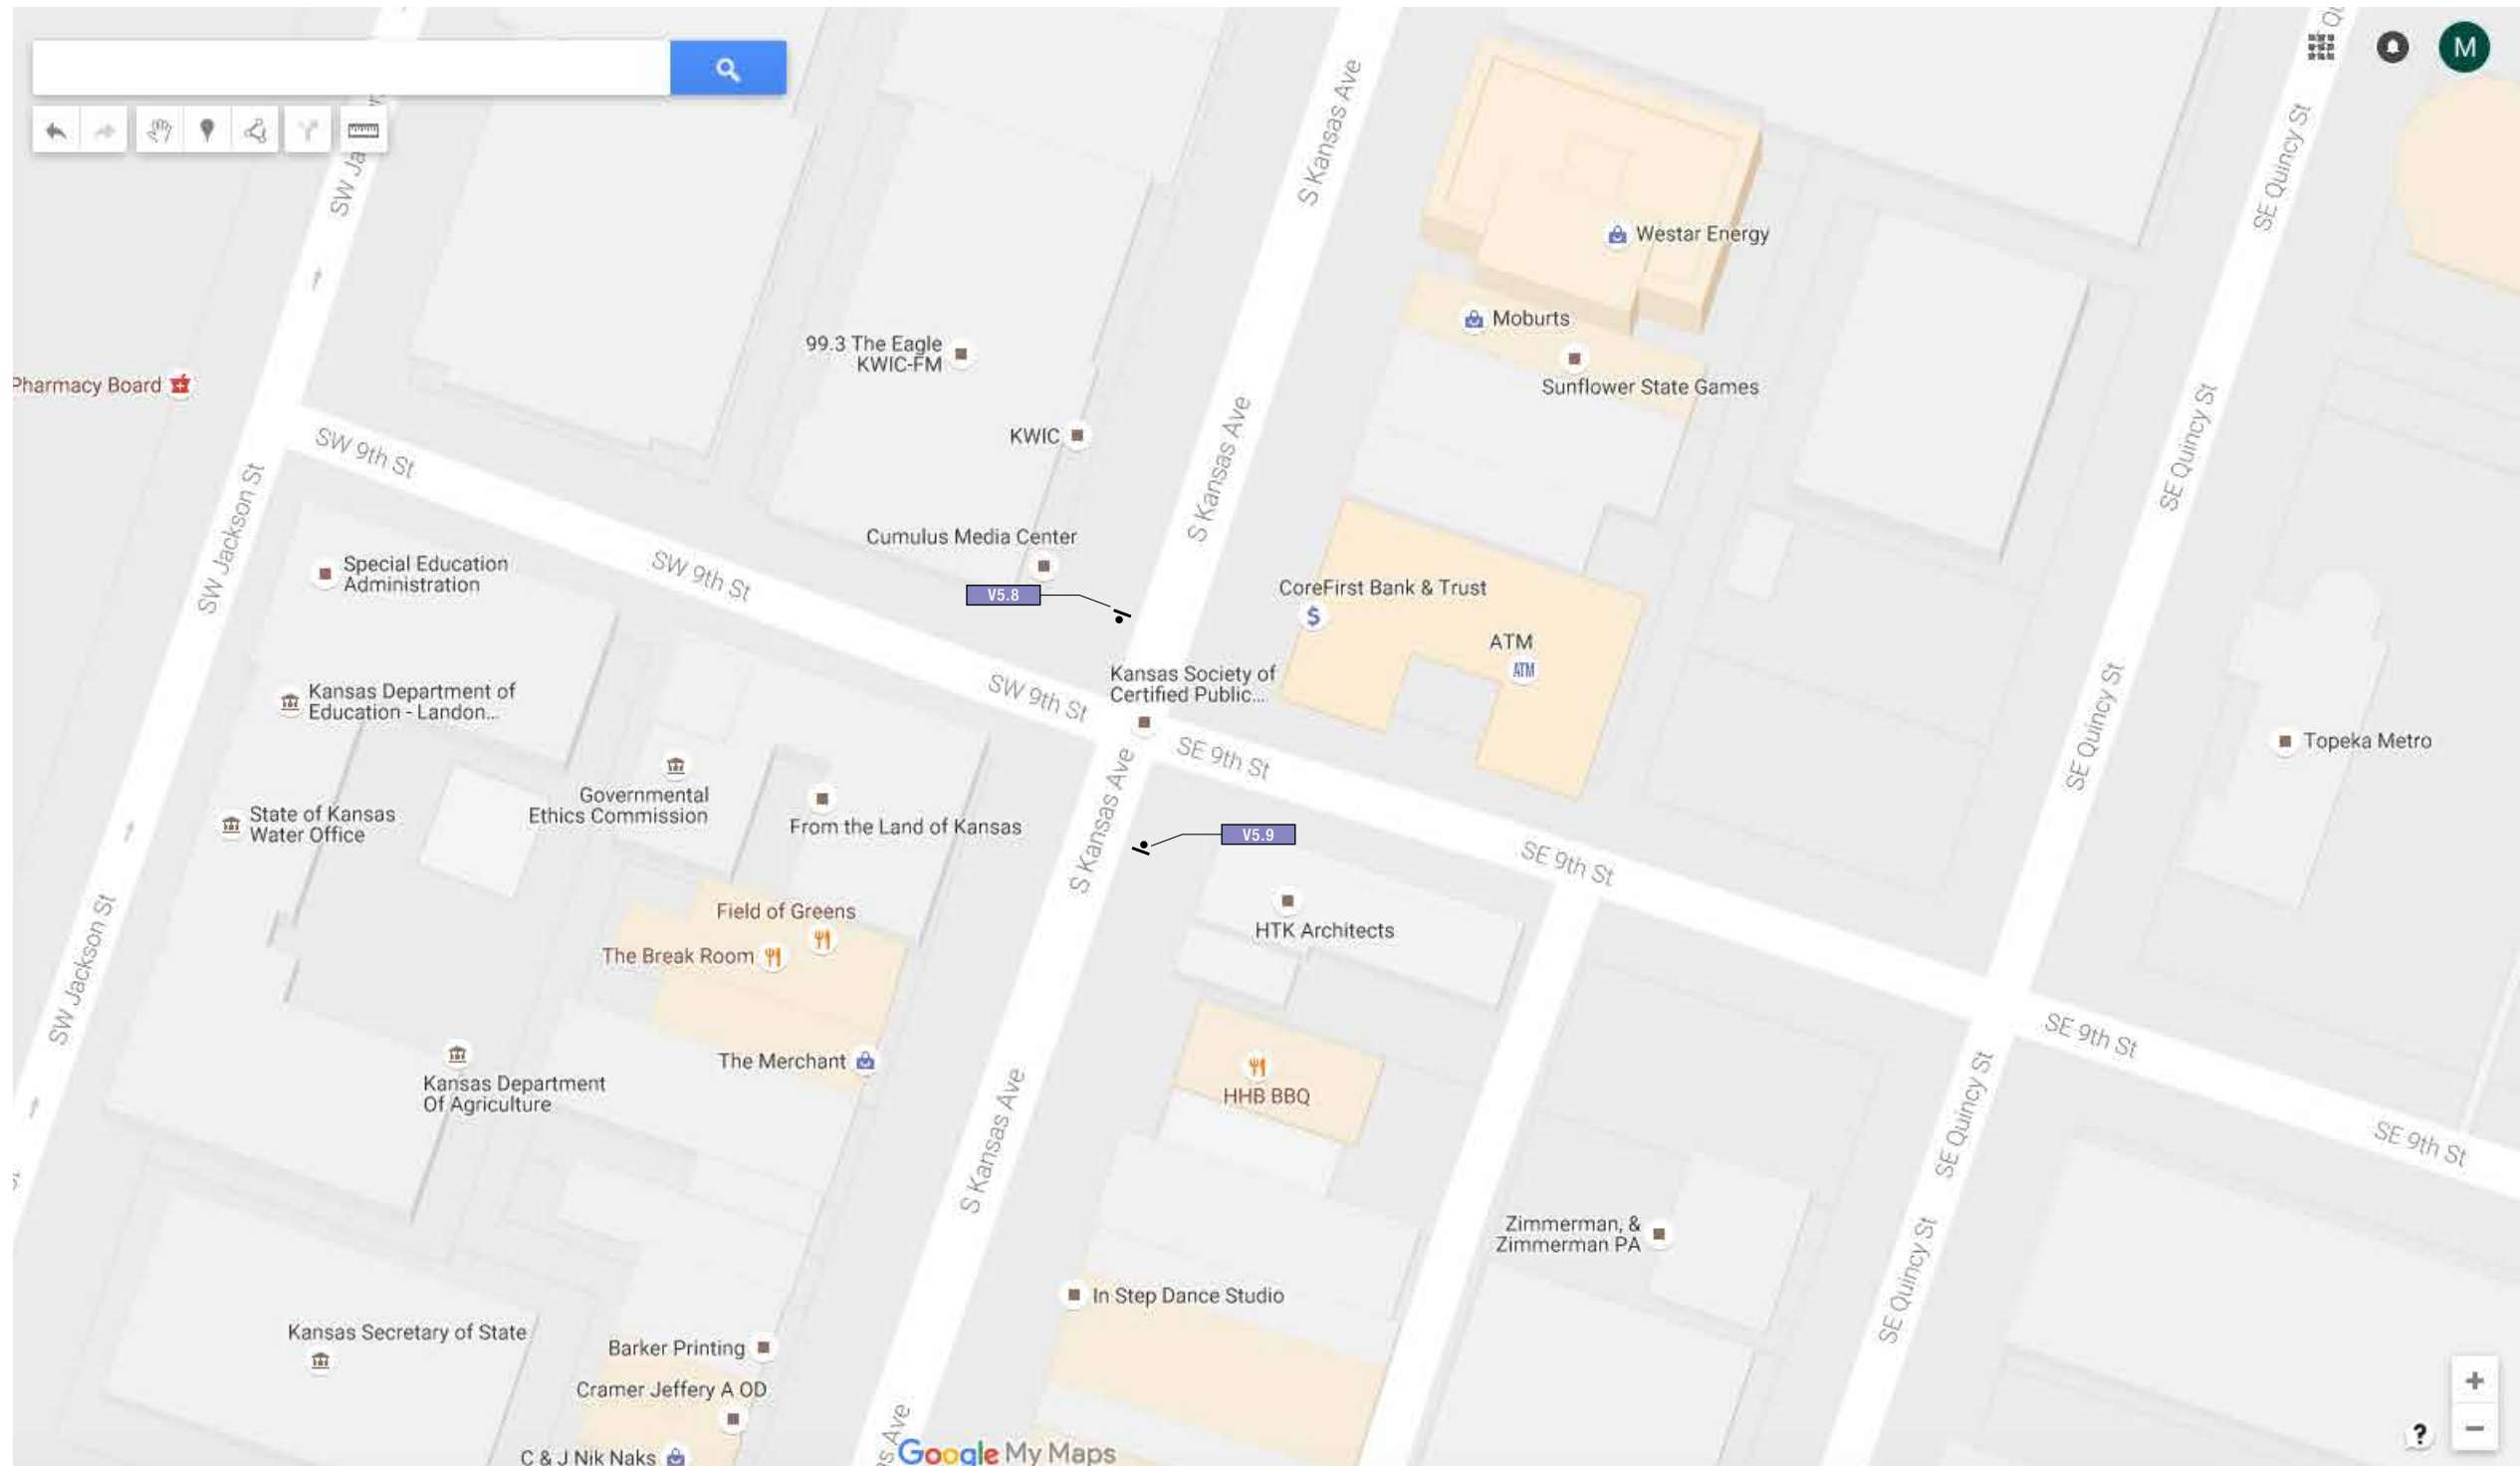 M
S Kansas Ave
SE Quincy St
SW Ja
Westar Energy
Moburts
Sunflower State Games
99.3 The Eagle
KWIC-FM
Pharmacy Board
KWIC
SW 9th St
S Kansas Ave
SE Quincy St
SW Jackson St
Cumulus Media Center
Special Education
Administration
SW 9th St
V5.8
CoreFirst Bank & Trust
$
ATM
ATM
Kansas Society of
Certified Public...
SW 9th St
Kansas Department of
Education - Landon...
SE Quincy St
Topeka Metro
SE 9th St
S Kansas Ave
Governmental
Ethics Commission
From the Land of Kansas
State of Kansas
Water Office
V5.9
SE 9th St
Field of Greens
HTK Architects
The Break Room
SW Jackson St
SE 9th St
The Merchant
Kansas Department
Of Agriculture
HHB BBQ
S Kansas Ave
SE Quincy St
SE 9th St
Zimmerman, &
Zimmerman PA
In Step Dance Studio
SE Quincy St
Kansas Secretary of State
Barker Printing
Cramer Jeffery A OD
s Ave
C & J Nik Naks
Google My Maps
+
?
−